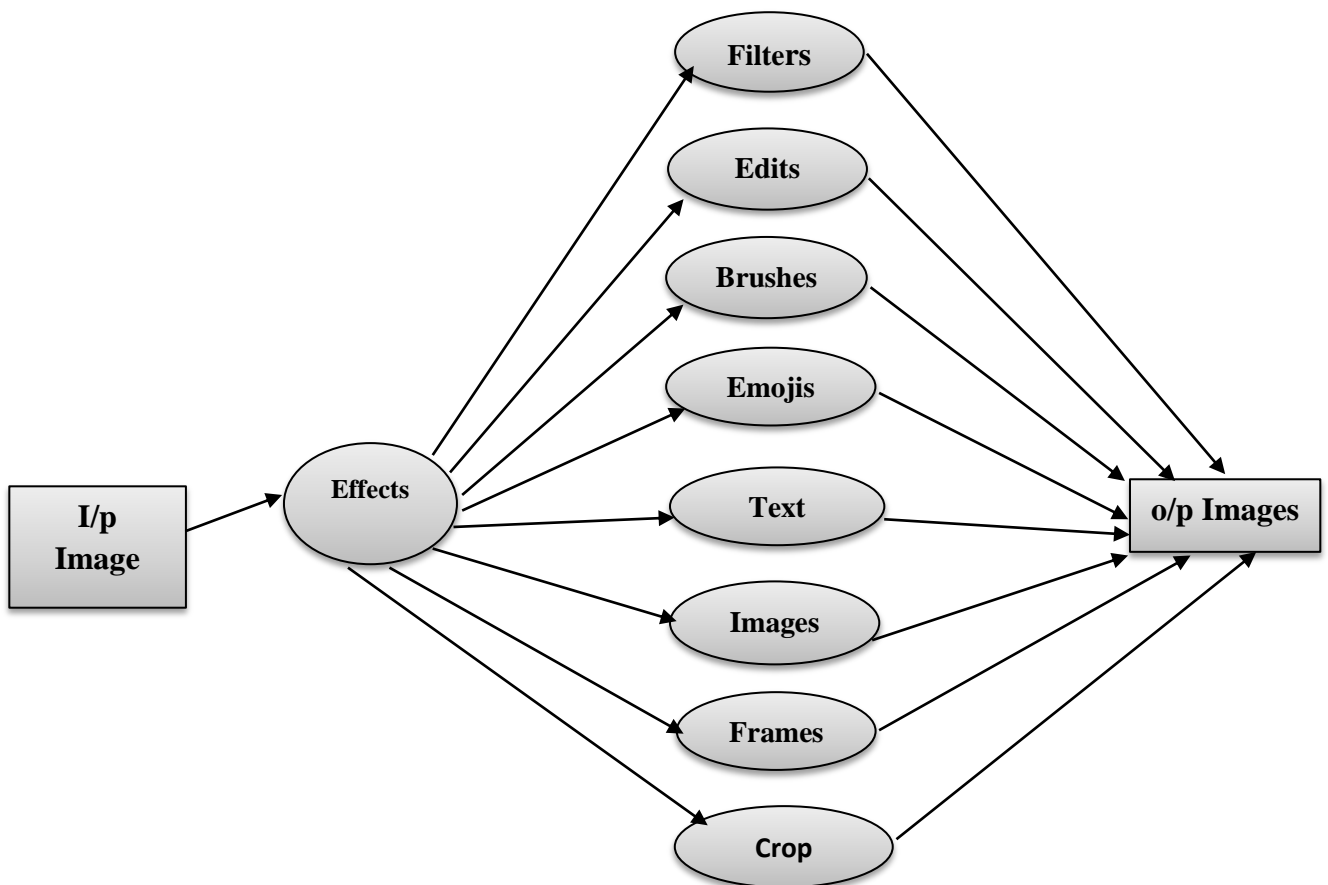 Filters
Edits
Brushes
Emojis
Effects
I/p
Image
Text
o/p Images
Images
Frames
Crop